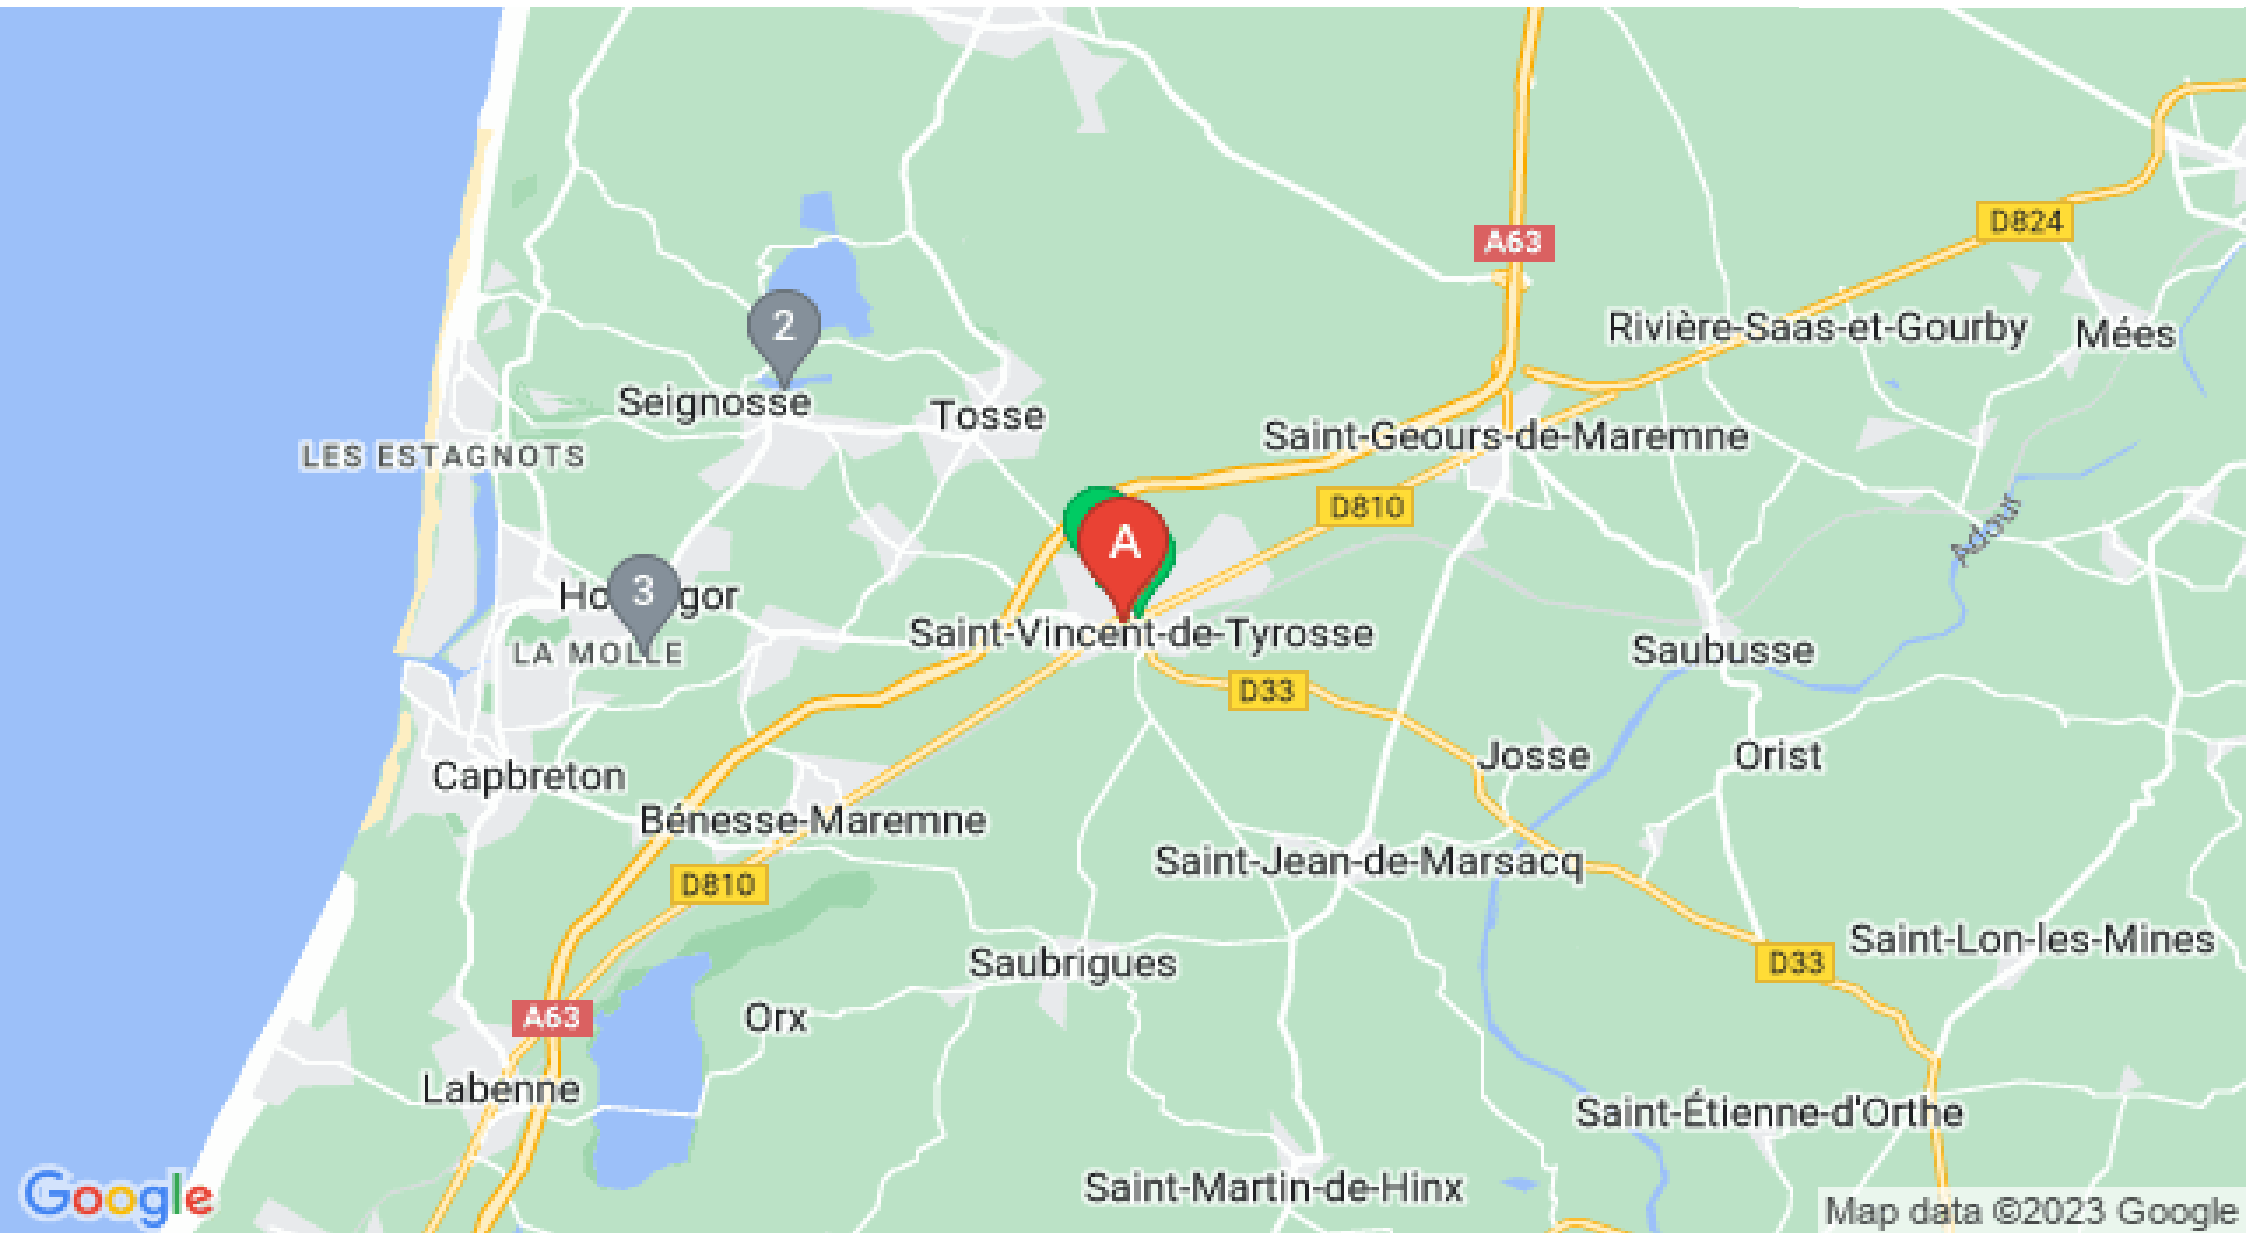 A63
D824
2
Rivière-Saas-et-Gourby
Mées
Seignosse
Tosse
Saint-Geours-de-Maremne
LES ESTAGNOTS
D810
A
Adour
3
LA MOLLE
Saint-Vincent-de-Tyrosse
Saubusse
D33
Josse
Orist
Capbreton
Bénesse-Maremne
Saint-Jean-de-Marsacq
D810
Saint-Lon-les-Mines
Saubrigues
D33
A63
Orx
Labenne
Saint-Étienne-d'Orthe
Saint-Martin-de-Hinx
Google
Map data ©2023 Google